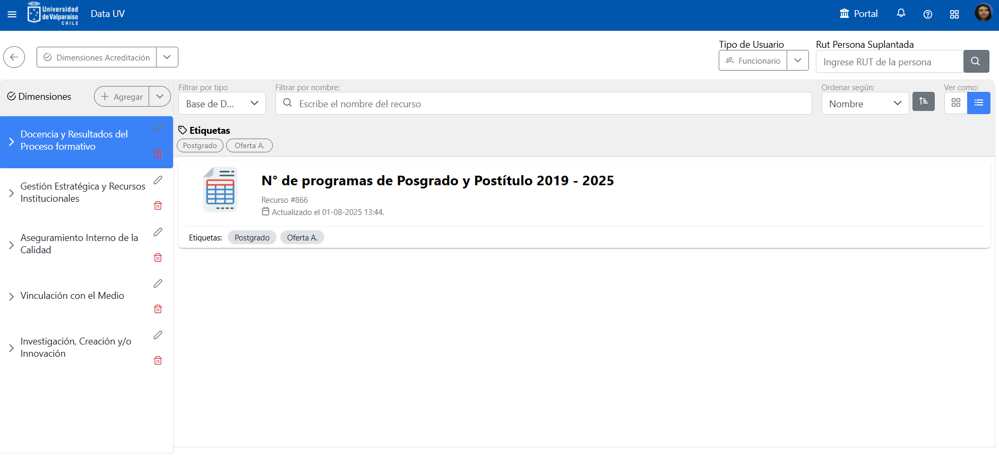 Universidad
de Valparaíso
CHILE
Data UV
Portal
Dimensiones Acreditación
Tipo de Usuario
Funcionario
Rut Persona Suplantada
Ingrese RUT de la persona
Dimensiones
Agregar
Filtrar por tipo
Base de D...
Filtrar por nombre:
Escribe el nombre del recurso
Ordenar según:
Nombre
Ver como:
Docencia y Resultados del
Proceso formativo
Gestión Estratégica y Recursos
Institucionales
Aseguramiento Interno de la
Calidad
Vinculación con el Medio
Investigación, Creación y/o
Innovación
Etiquetas
Postgrado
Oferta A.
N° de programas de Posgrado y Postítulo 2019 - 2025
Recurso #866
Actualizado el 01-08-2025 13:44.
Etiquetas: Postgrado Oferta A.